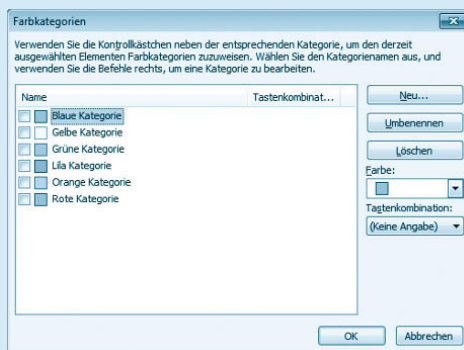 Farbkategorien
Verwenden Sie die Kontrollkästchen neben der entsprechenden Kategorie, um den derzeit
ausgewählten Elementen Farbkategorien zuzuweisen. Wählen Sie den Kategorienamen aus, und
verwenden Sie die Befehle rechts, um eine Kategorie zu bearbeiten.
Name Tastenkombinat...
Blaue Kategorie
Gelbe Kategorie
Grüne Kategorie
Lila Kategorie
Orange Kategorie
Rote Kategorie
Neu...
Umbenennen
Löschen
Farbe:
Tastenkombination:
(Keine Angabe)
OK Abbrechen